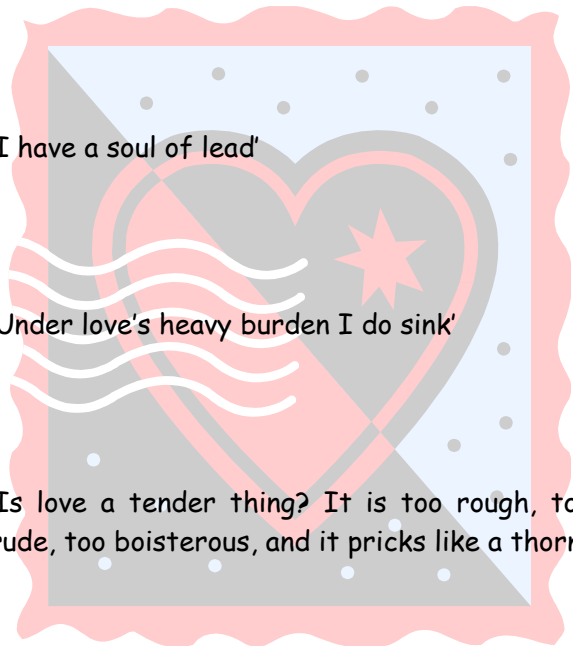 I have a soul of lead’
Under love’s heavy burden I do sink’
Is love a tender thing? It is too rough,
rude, too boisterous, and it pricks like a